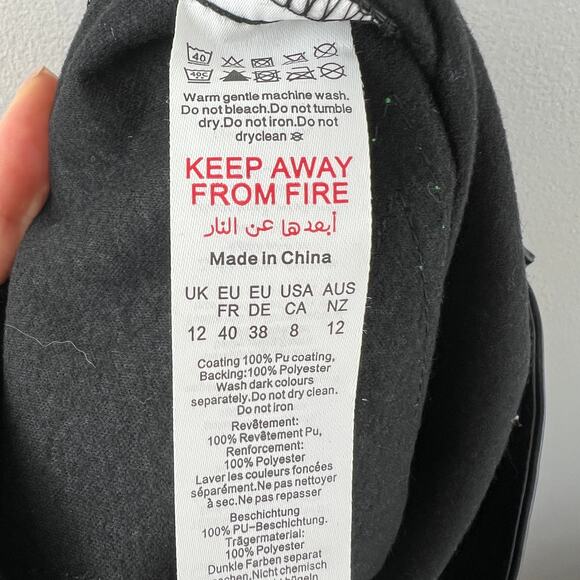 40
40C
Warm gentle machine wash.
Do not bleach.Do not tumble
dry.Do not iron.Do not
dryclean
KEEP AWAY
FROM FIRE
أبعدها عن النار
Made in China
UK EU EU USA AUS
FR DE CA NZ
12 40 38 8 12
Coating 100% Pu coating,
Backing:100% Polyester
Wash dark colours
separately.Do not dry clean.
Do not iron
Revêtement:
100% Revêtement Pu,
Renforcement:
100% Polyester
Laver les couleurs foncées
séparément.Ne pas nettoyer
à sec.Ne pas repasser
Beschichtung
100% PU-Beschichtung.
Trägermaterial:
100% Polyester
Dunkle Farben separat
Nicht chemisch